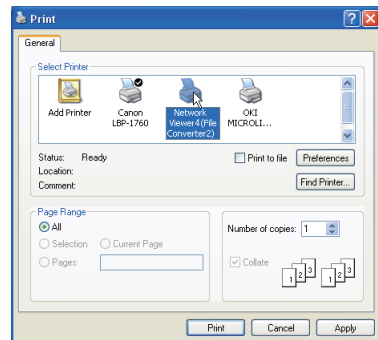 Print
General
Select Printer
Add Printer
Canon LBP-1760
Network Viewer4(File Converter2)
OKI MICROLI...
Status: Ready
Location:
Comment:
Print to file
Preferences
Find Printer...
Page Range
All
Selection
Current Page
Pages:
Number of copies: 1
Collate
1 2 3
1 2 3
Print
Cancel
Apply